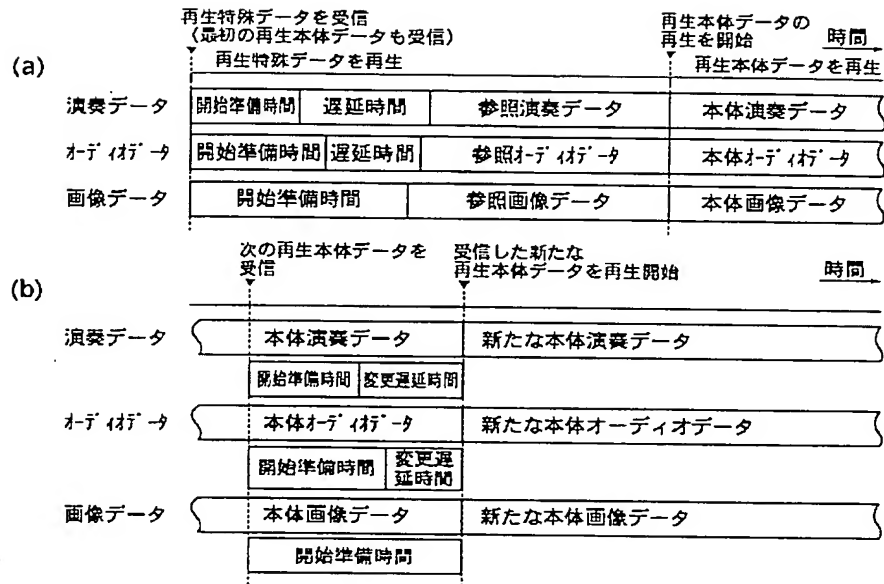 再生特殊データを受信
(最初の再生本体データも受信)
再生本体データの
再生を開始
時間
(a)
再生特殊データを再生
再生本体データを再生
演奏データ
開始準備時間
遅延時間
参照演奏データ
本体演奏データ
オーディオデータ
開始準備時間
遅延時間
参照オーディオデータ
本体オーディオデータ
画像データ
開始準備時間
参照画像データ
本体画像データ
次の再生本体データを
受信
受信した新たな
再生本体データを再生開始
時間
(b)
演奏データ
本体演奏データ
新たな本体演奏データ
開始準備時間
変更遅延時間
オーディオデータ
本体オーディオデータ
新たな本体オーディオデータ
開始準備時間
変更遅
延時間
画像データ
本体画像データ
新たな本体画像データ
開始準備時間